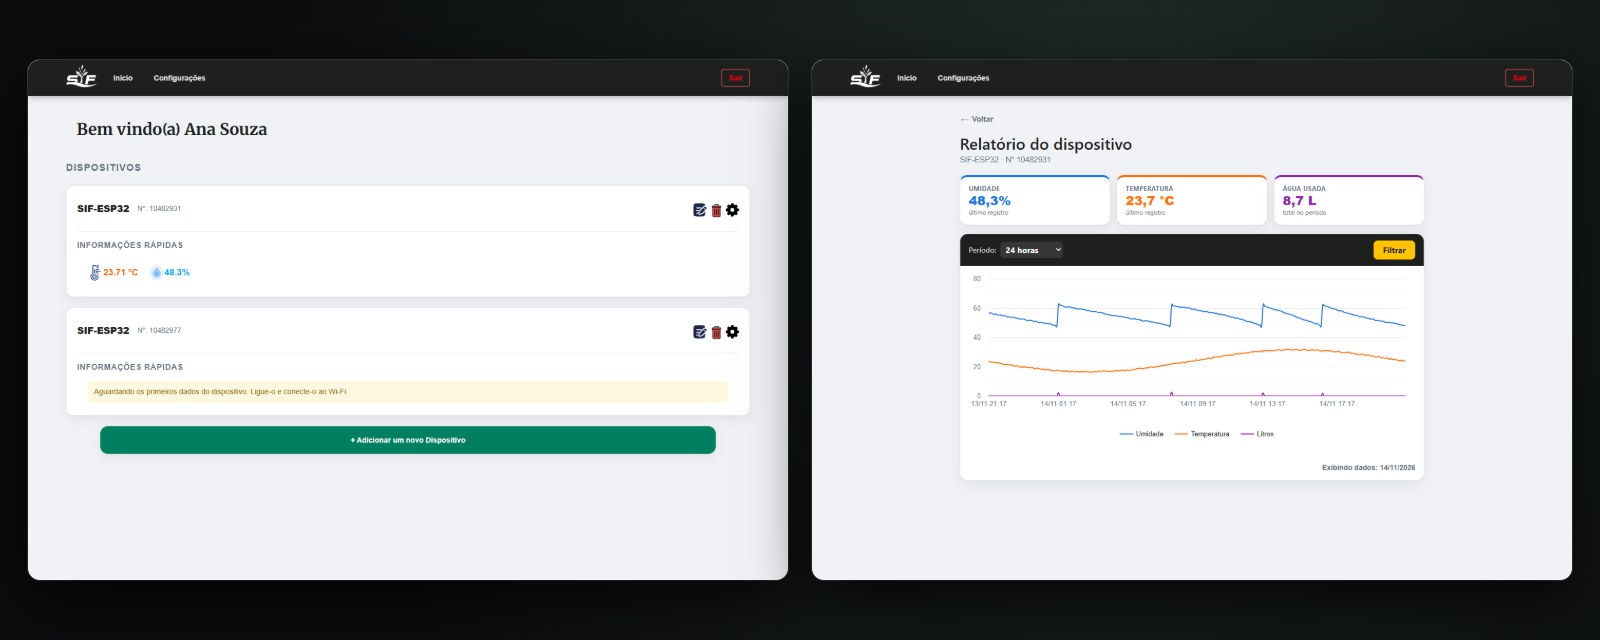 SIF Início Configurações Sair
Bem vindo(a) Ana Souza
DISPOSITIVOS
SIF-ESP32 Nº. 10482931
INFORMAÇÕES RÁPIDAS
23.71 °C 48.3%
SIF-ESP32 Nº. 10482977
INFORMAÇÕES RÁPIDAS
Aguardando os primeiros dados do dispositivo. Ligue-o e conecte-o ao Wi-Fi.
+ Adicionar um novo Dispositivo
SIF Início Configurações Sair
← Voltar
Relatório do dispositivo
SIF-ESP32 · Nº 10482931
UMIDADE
48,3%
último registro
TEMPERATURA
23,7 °C
último registro
ÁGUA USADA
8,7 L
total no período
Período: 24 horas Filtrar
80
60
40
20
0
13/11 21:17 14/11 01:17 14/11 05:17 14/11 09:17 14/11 13:17 14/11 17:17
Umidade Temperatura Litros
Exibindo dados: 14/11/2026